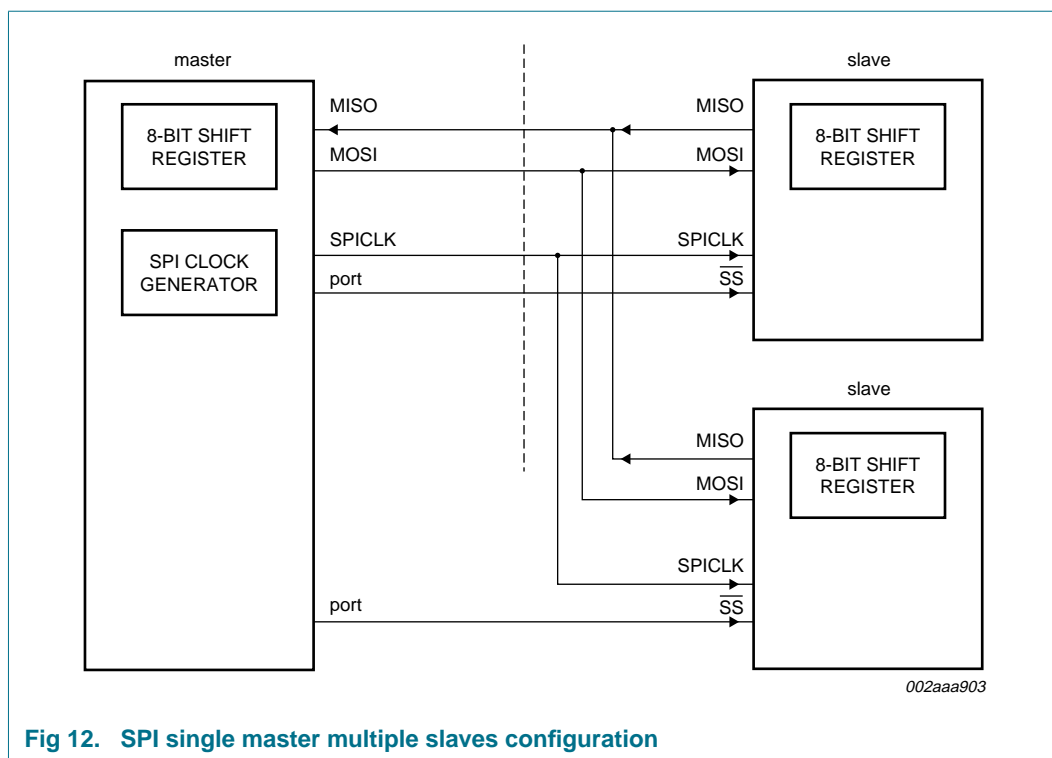 master
slave
8-BIT SHIFT
REGISTER
MISO
MISO
8-BIT SHIFT
REGISTER
MOSI
MOSI
SPI CLOCK
GENERATOR
SPICLK
SPICLK
port
S̅S̅
slave
MISO
8-BIT SHIFT
REGISTER
MOSI
SPICLK
port
S̅S̅
002aaa903
Fig 12. SPI single master multiple slaves configuration